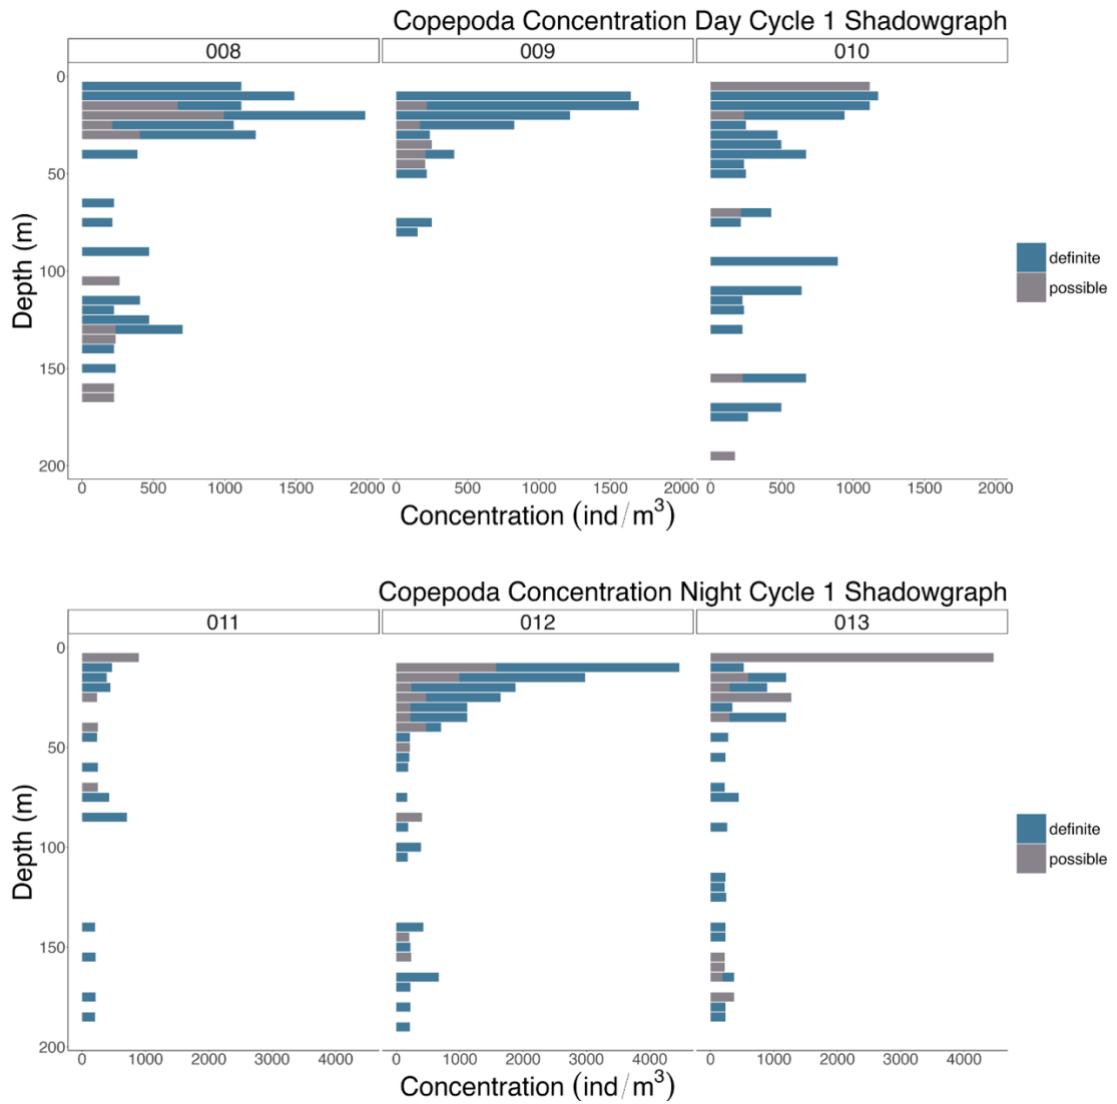 Copepoda Concentration Day Cycle 1 Shadowgraph
008 009 010
0
50
100
150
200
Depth (m)
0 500 1000 1500 2000 0 500 1000 1500 2000 0 500 1000 1500 2000
Concentration (ind/m³)
definite
possible
Copepoda Concentration Night Cycle 1 Shadowgraph
011 012 013
0
50
100
150
200
Depth (m)
0 1000 2000 3000 4000 0 1000 2000 3000 4000 0 1000 2000 3000 4000
Concentration (ind/m³)
definite
possible